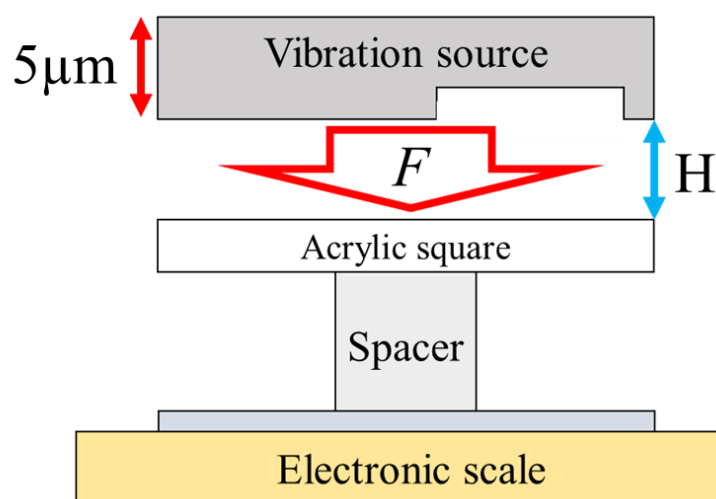 Vibration source
5μm
F
H
Acrylic square
Spacer
Electronic scale